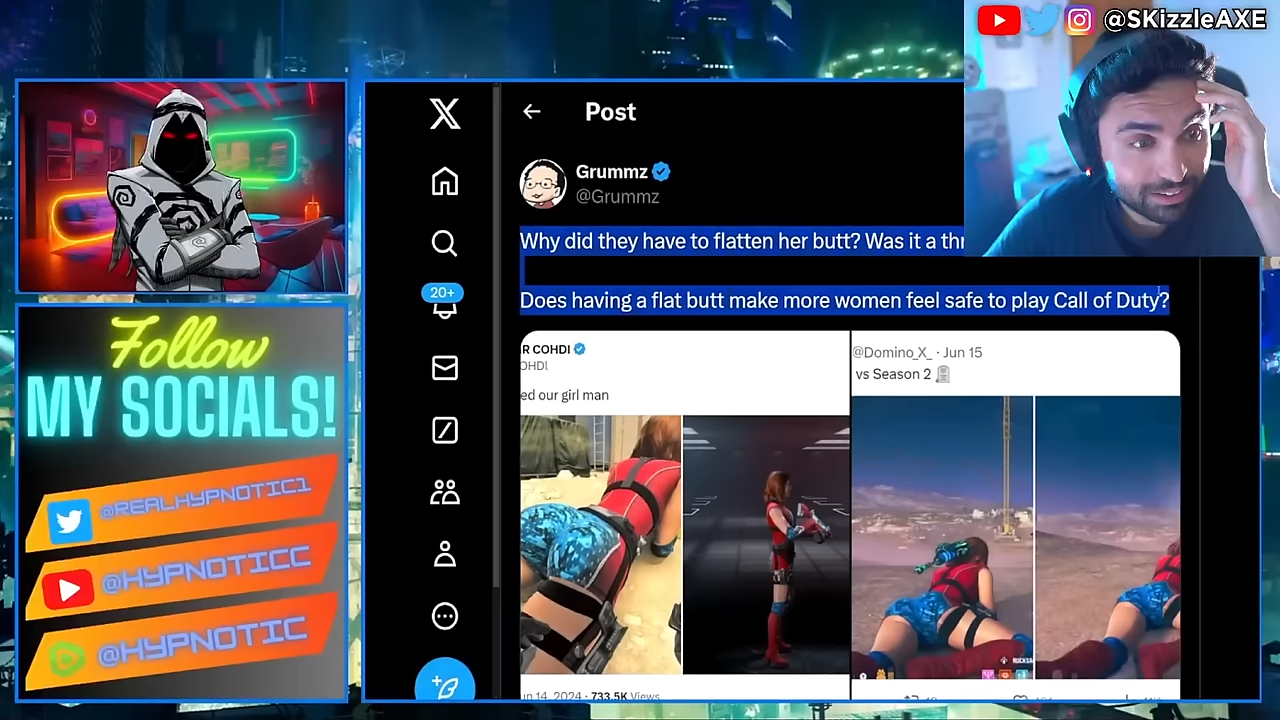 @SKizzleAXE
Post
Grummz
@Grummz
Why did they have to flatten her butt? Was it a
Does having a flat butt make more women feel safe to play Call of Duty?
20+
R COHDI
ed our girl man
@Domino_X_ · Jun 15
vs Season 2
un 14, 2024 · 733.5K Views
Follow
MY SOCIALS!
@REALHYPNOTIC1
@HYPNOTICC
@HYPNOTIC